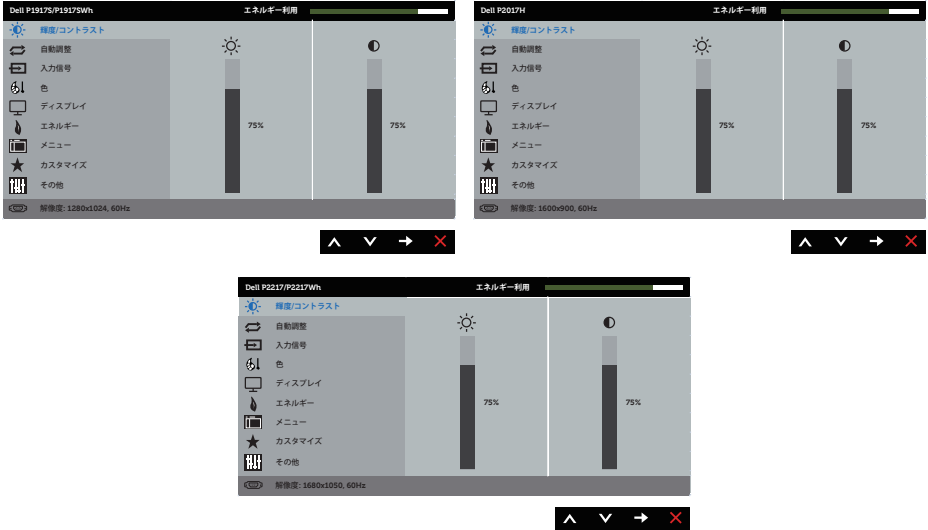 Dell P1917S/P1917SWh エネルギー利用
輝度/コントラスト
自動調整
入力信号
色
ディスプレイ
エネルギー
メニュー
カスタマイズ
その他
75%
75%
解像度: 1280x1024, 60Hz
Dell P2017H エネルギー利用
輝度/コントラスト
自動調整
入力信号
色
ディスプレイ
エネルギー
メニュー
カスタマイズ
その他
75%
75%
解像度: 1600x900, 60Hz
Dell P2217/P2217Wh エネルギー利用
輝度/コントラスト
自動調整
入力信号
色
ディスプレイ
エネルギー
メニュー
カスタマイズ
その他
75%
75%
解像度: 1680x1050, 60Hz